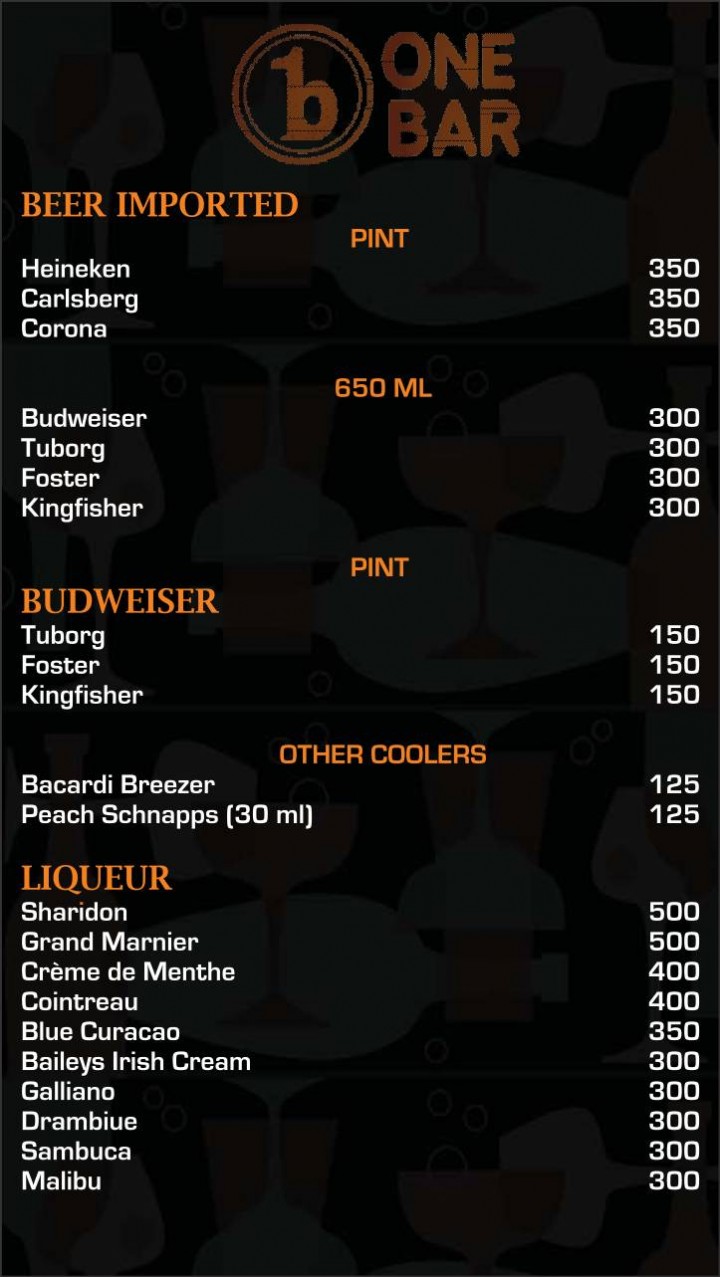 1b ONE
BAR
BEER IMPORTED
PINT
Heineken 350
Carlsberg 350
Corona 350
650 ML
Budweiser 300
Tuborg 300
Foster 300
Kingfisher 300
PINT
BUDWEISER
Tuborg 150
Foster 150
Kingfisher 150
OTHER COOLERS
Bacardi Breezer 125
Peach Schnapps (30 ml) 125
LIQUEUR
Sharidon 500
Grand Marnier 500
Crème de Menthe 400
Cointreau 400
Blue Curacao 350
Baileys Irish Cream 300
Galliano 300
Drambiue 300
Sambuca 300
Malibu 300